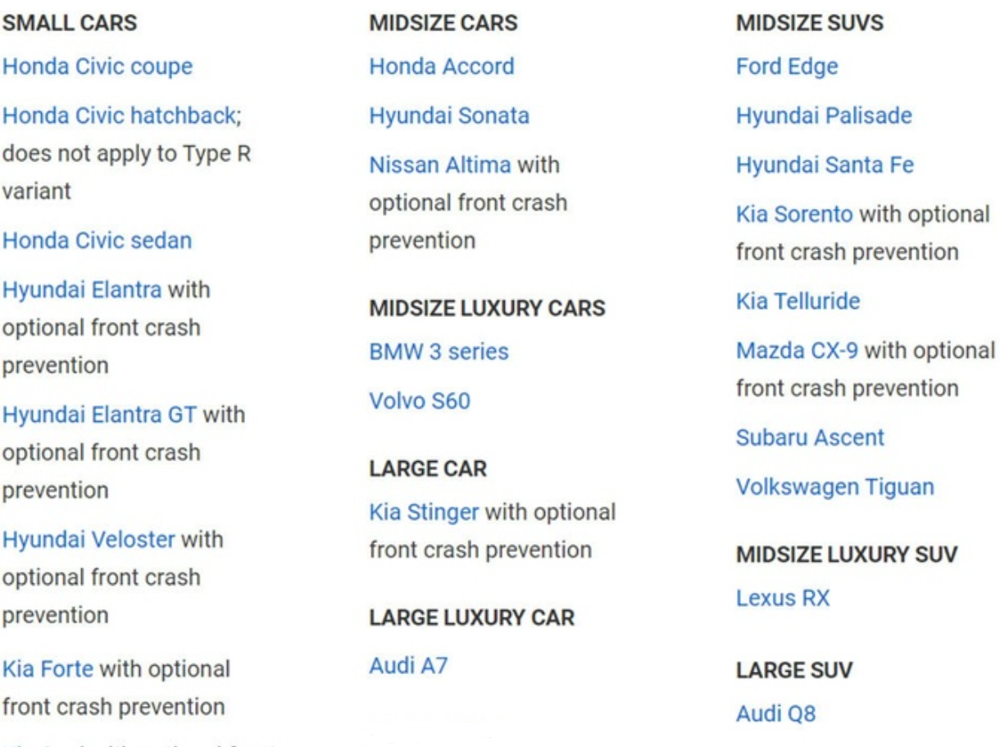 SMALL CARS
Honda Civic coupe
Honda Civic hatchback;
does not apply to Type R
variant
Honda Civic sedan
Hyundai Elantra with
optional front crash
prevention
Hyundai Elantra GT with
optional front crash
prevention
Hyundai Veloster with
optional front crash
prevention
Kia Forte with optional
front crash prevention
MIDSIZE CARS
Honda Accord
Hyundai Sonata
Nissan Altima with
optional front crash
prevention
MIDSIZE LUXURY CARS
BMW 3 series
Volvo S60
LARGE CAR
Kia Stinger with optional
front crash prevention
LARGE LUXURY CAR
Audi A7
MIDSIZE SUVS
Ford Edge
Hyundai Palisade
Hyundai Santa Fe
Kia Sorento with optional
front crash prevention
Kia Telluride
Mazda CX-9 with optional
front crash prevention
Subaru Ascent
Volkswagen Tiguan
MIDSIZE LUXURY SUV
Lexus RX
LARGE SUV
Audi Q8